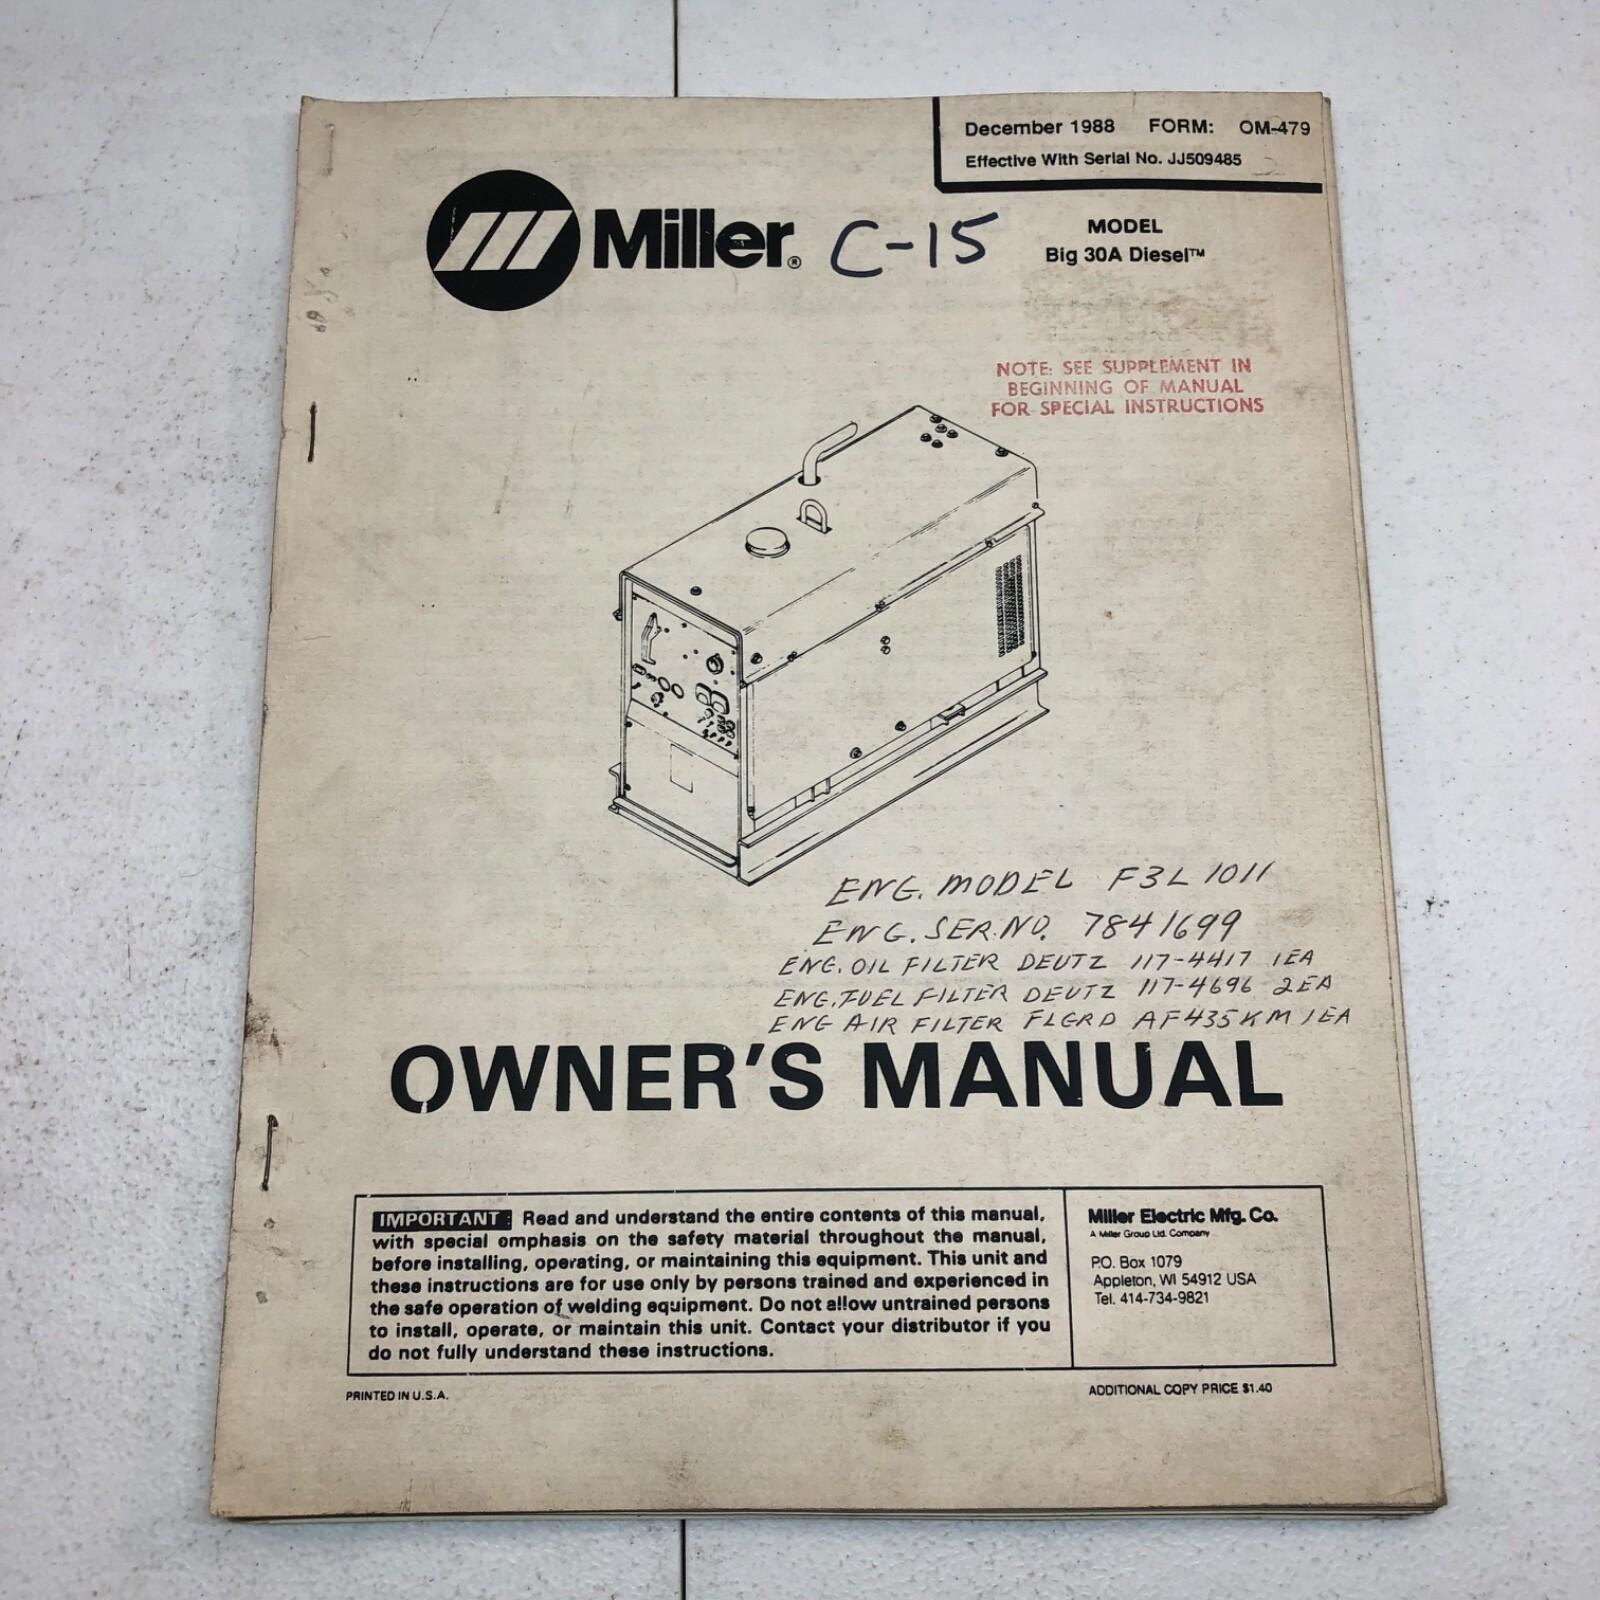 December 1988 FORM: OM-479
Effective With Serial No. JJ509485
Miller® C-15
MODEL
Big 30A Diesel™
NOTE: SEE SUPPLEMENT IN
BEGINNING OF MANUAL
FOR SPECIAL INSTRUCTIONS
ENG. MODEL F3L 1011
ENG. SER. NO. 7841699
ENG. OIL FILTER DEUTZ 117-4417 1EA
ENG. FUEL FILTER DEUTZ 117-4696 2EA
ENG AIR FILTER FLGRD AF435KM 1EA
OWNER'S MANUAL
IMPORTANT: Read and understand the entire contents of this manual,
with special emphasis on the safety material throughout the manual,
before installing, operating, or maintaining this equipment. This unit and
these instructions are for use only by persons trained and experienced in
the safe operation of welding equipment. Do not allow untrained persons
to install, operate, or maintain this unit. Contact your distributor if you
do not fully understand these instructions.
Miller Electric Mfg. Co.
A Miller Group Ltd. Company
P.O. Box 1079
Appleton, WI 54912 USA
Tel. 414-734-9821
PRINTED IN U.S.A.
ADDITIONAL COPY PRICE $1.40